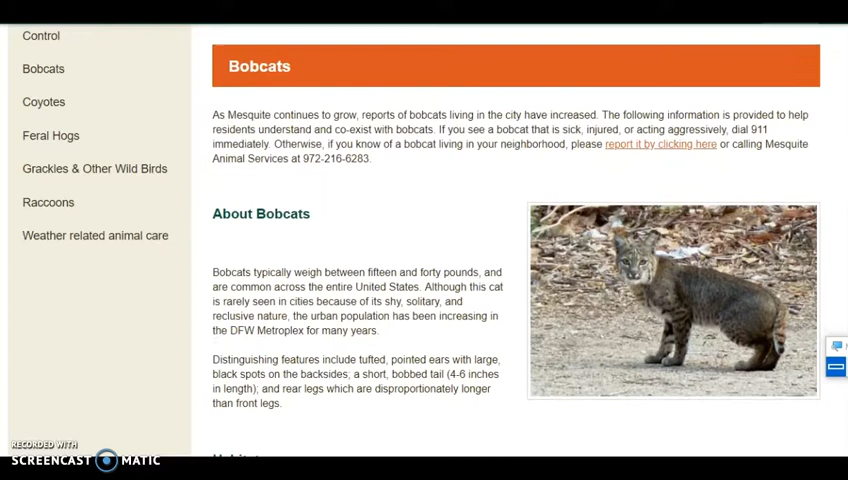 Control
Bobcats
Coyotes
Feral Hogs
Grackles & Other Wild Birds
Raccoons
Weather related animal care
Bobcats
As Mesquite continues to grow, reports of bobcats living in the city have increased. The following information is provided to help
residents understand and co-exist with bobcats. If you see a bobcat that is sick, injured, or acting aggressively, dial 911
immediately. Otherwise, if you know of a bobcat living in your neighborhood, please report it by clicking here or calling Mesquite
Animal Services at 972-216-6283.
About Bobcats
Bobcats typically weigh between fifteen and forty pounds, and
are common across the entire United States. Although this cat
is rarely seen in cities because of its shy, solitary, and
reclusive nature, the urban population has been increasing in
the DFW Metroplex for many years.
Distinguishing features include tufted, pointed ears with large,
black spots on the backsides; a short, bobbed tail (4-6 inches
in length); and rear legs which are disproportionately longer
than front legs.
RECORDED WITH
SCREENCAST MATIC